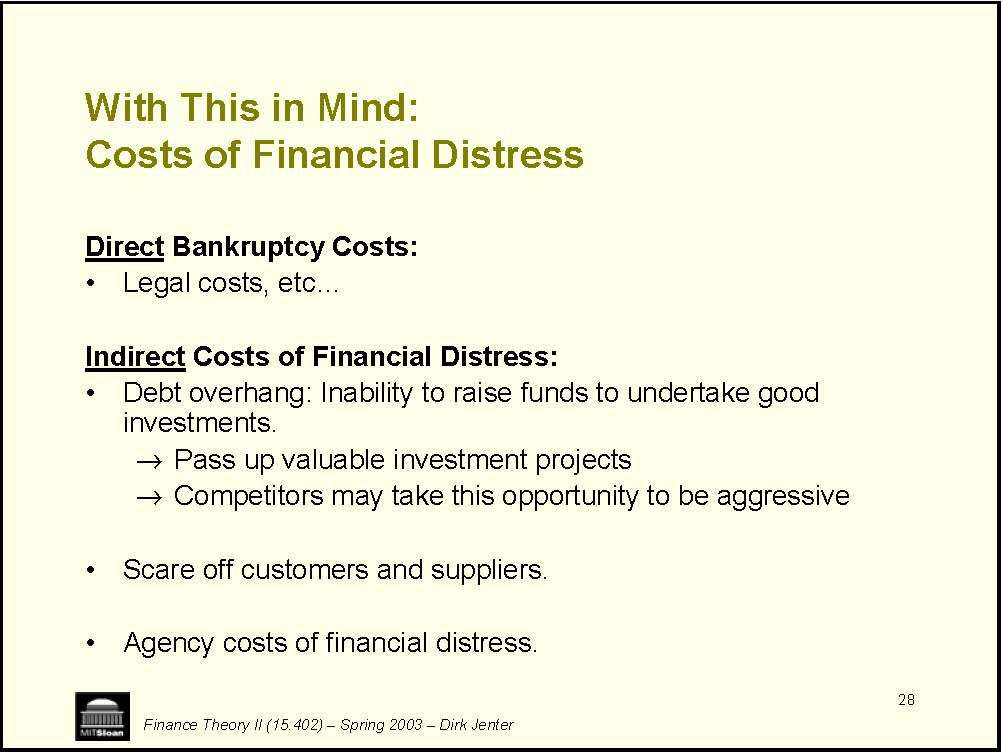 With This in Mind:
Costs of Financial Distress
Direct Bankruptcy Costs:
• Legal costs, etc…
Indirect Costs of Financial Distress:
• Debt overhang: Inability to raise funds to undertake good
investments.
→ Pass up valuable investment projects
→ Competitors may take this opportunity to be aggressive
• Scare off customers and suppliers.
• Agency costs of financial distress.
28
MITSloan
Finance Theory II (15.402) – Spring 2003 – Dirk Jenter